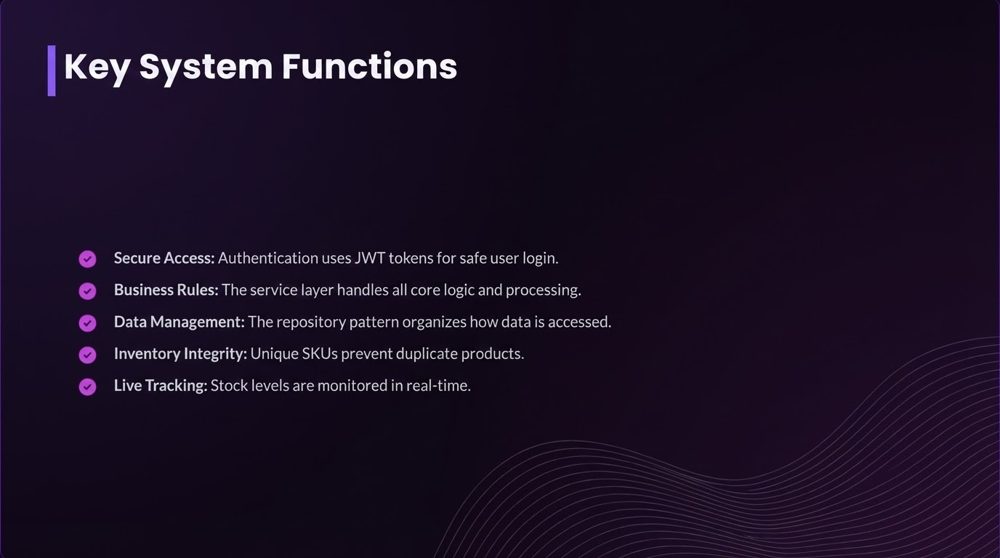 Key System Functions
Secure Access: Authentication uses JWT tokens for safe user login.
Business Rules: The service layer handles all core logic and processing.
Data Management: The repository pattern organizes how data is accessed.
Inventory Integrity: Unique SKUs prevent duplicate products.
Live Tracking: Stock levels are monitored in real-time.